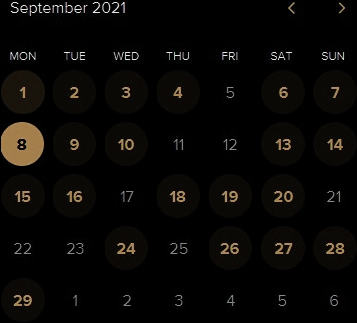 September 2021
MON TUE WED THU FRI SAT SUN
1 2 3 4 5 6 7
8 9 10 11 12 13 14
15 16 17 18 19 20 21
22 23 24 25 26 27 28
29 1 2 3 4 5 6